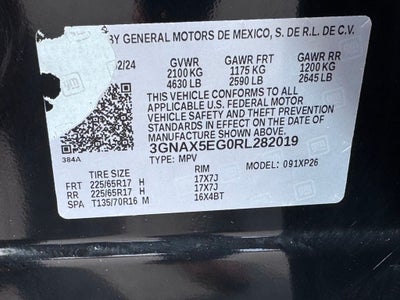 BY GENERAL MOTORS DE MEXICO, S. DE R.L. DE C.V.
02/24 GVWR GAWR FRT GAWR RR
2100 KG 1175 KG 1200 KG
4630 LB 2590 LB 2645 LB
THIS VEHICLE CONFORMS TO ALL
APPLICABLE U.S. FEDERAL MOTOR
VEHICLE SAFETY AND THEFT PREVENTION
STANDARDS IN EFFECT ON THE DATE OF
MANUFACTURE SHOWN ABOVE.
3GNAX5EG0RL282019
384A TYPE: MPV MODEL: 091XP26
TIRE SIZE RIM
FRT 225/65R17 H 17X7J
RR 225/65R17 H 17X7J
SPA T135/70R16 M 16X4BT